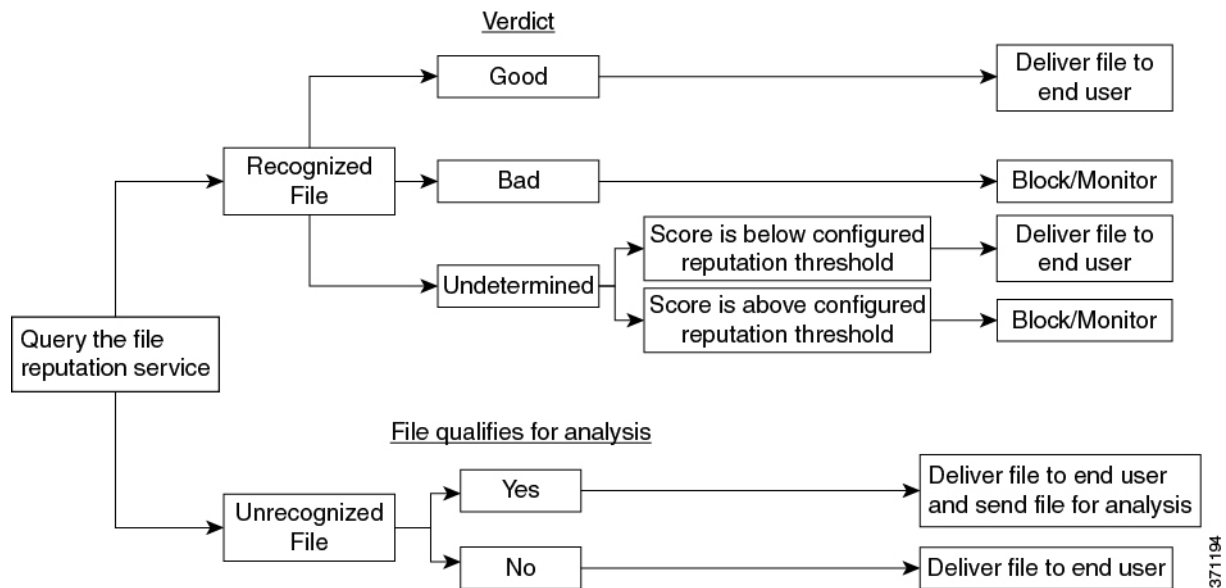 Verdict
Good
Deliver file to
end user
Recognized
File
Bad
Block/Monitor
Undetermined
Score is below configured
reputation threshold
Deliver file to
end user
Score is above configured
reputation threshold
Block/Monitor
Query the file
reputation service
File qualifies for analysis
Unrecognized
File
Yes
Deliver file to end user
and send file for analysis
No
Deliver file to end user
371194